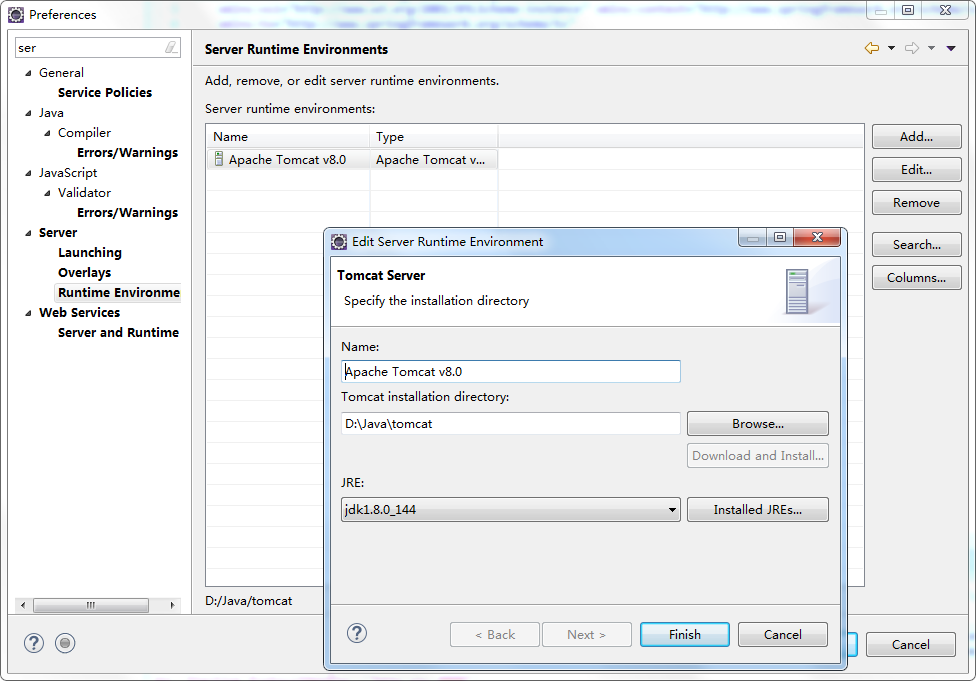 Preferences
ser
General
Service Policies
Java
Compiler
Errors/Warnings
JavaScript
Validator
Errors/Warnings
Server
Launching
Overlays
Runtime Environme
Web Services
Server and Runtime
Server Runtime Environments
Add, remove, or edit server runtime environments.
Server runtime environments:
Name Type
Apache Tomcat v8.0 Apache Tomcat v...
Add...
Edit...
Remove
Search...
Columns...
D:/Java/tomcat
Edit Server Runtime Environment
Tomcat Server
Specify the installation directory
Name:
Apache Tomcat v8.0
Tomcat installation directory:
D:\Java\tomcat
Browse...
Download and Install...
JRE:
jdk1.8.0_144
Installed JREs...
< Back
Next >
Finish
Cancel
Cancel